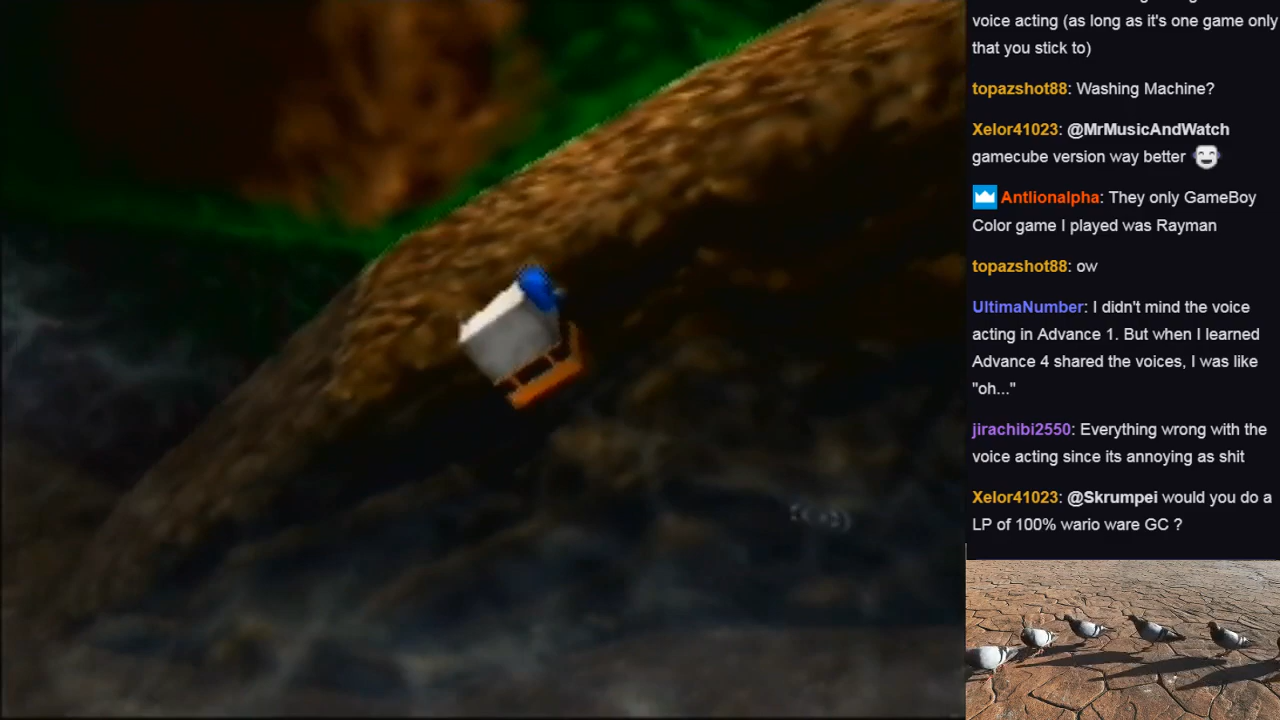 voice acting (as long as it's one game only
that you stick to)
topazshot88: Washing Machine?
Xelor41023: @MrMusicAndWatch
gamecube version way better
Antlionalpha: They only GameBoy
Color game I played was Rayman
topazshot88: ow
UltimaNumber: I didn't mind the voice
acting in Advance 1. But when I learned
Advance 4 shared the voices, I was like
"oh..."
jirachibi2550: Everything wrong with the
voice acting since its annoying as shit
Xelor41023: @Skrumpei would you do a
LP of 100% wario ware GC ?